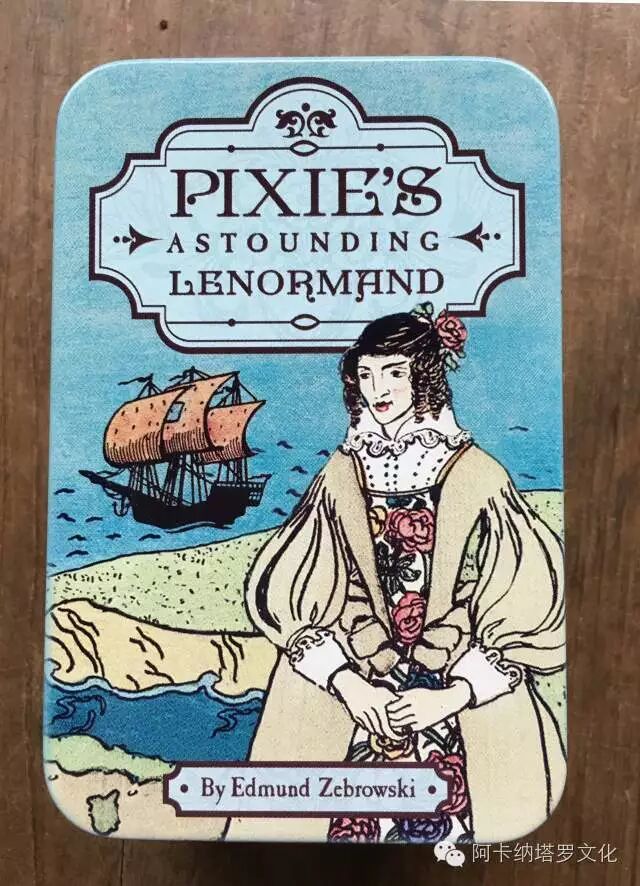 PIXIE'S
ASTOUNDING
LENORMAND
By Edmund Zebrowski
阿卡纳塔罗文化